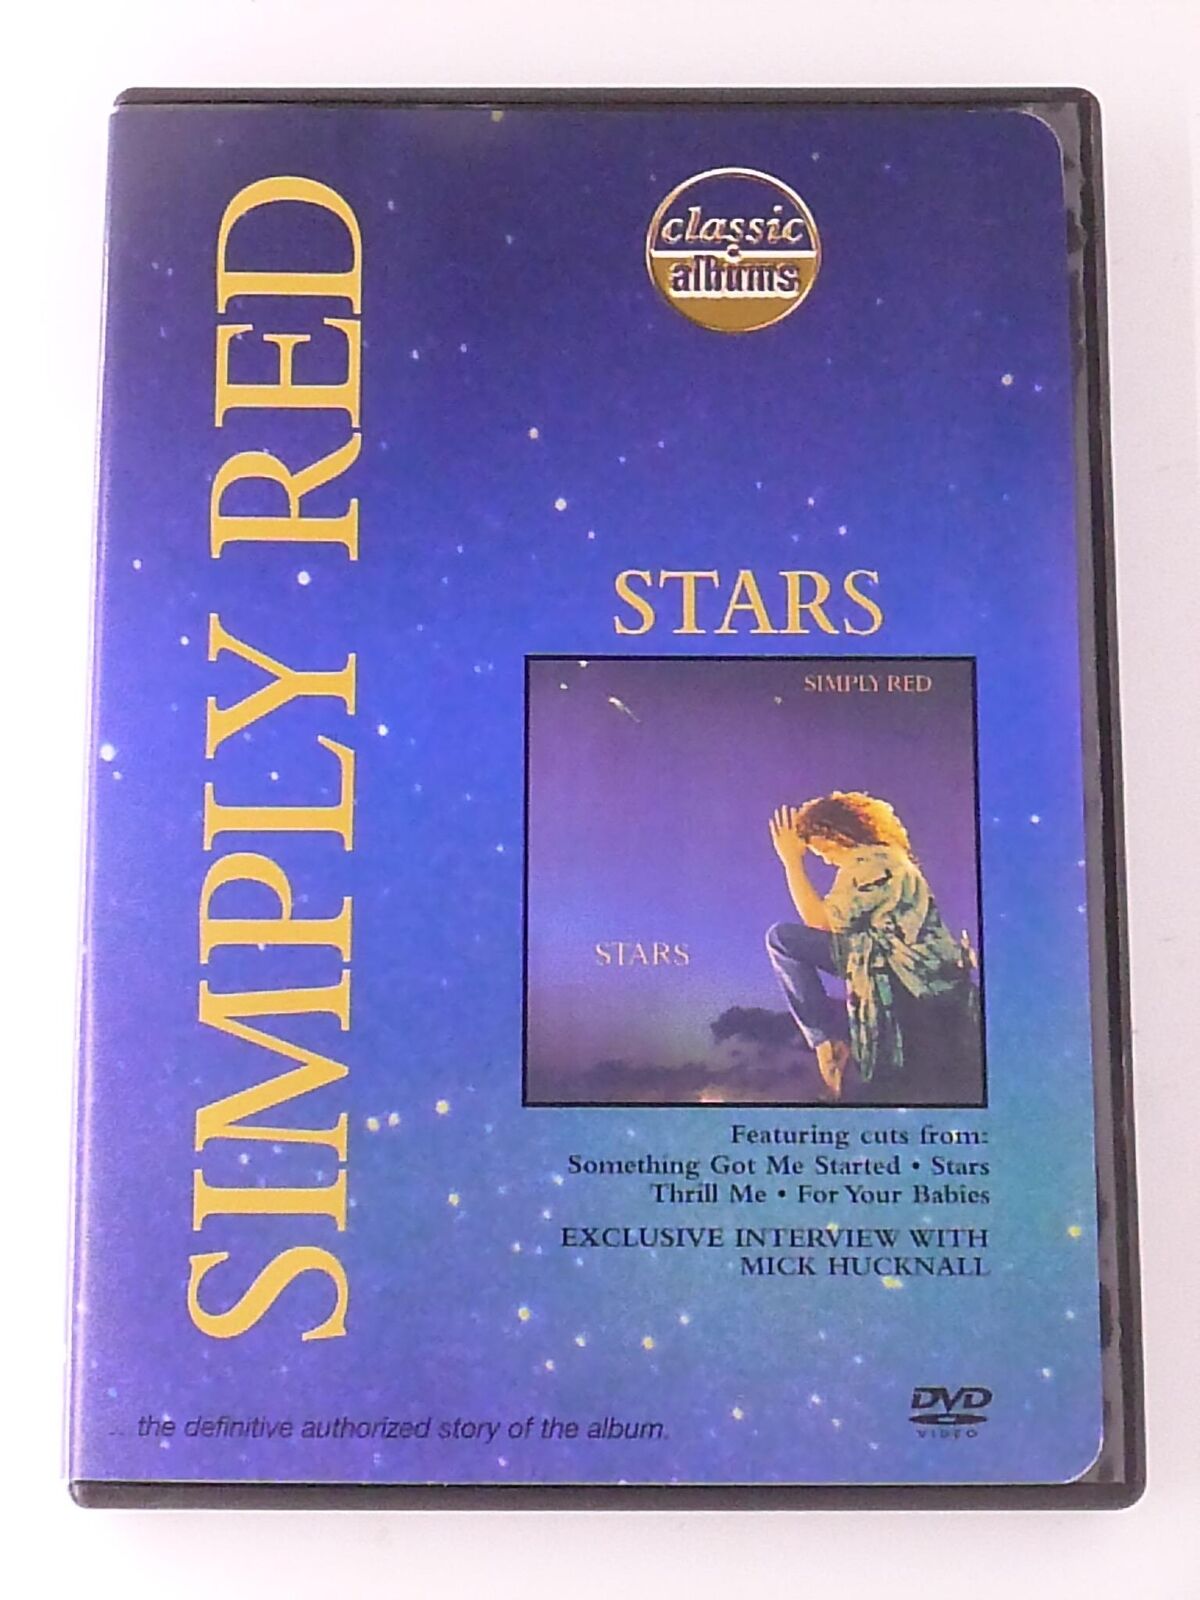 classic
albums
SIMPLY RED
STARS
SIMPLY RED
STARS
Featuring cuts from:
Something Got Me Started • Stars
Thrill Me • For Your Babies
EXCLUSIVE INTERVIEW WITH
MICK HUCKNALL
DVD
VIDEO
...the definitive authorized story of the album.